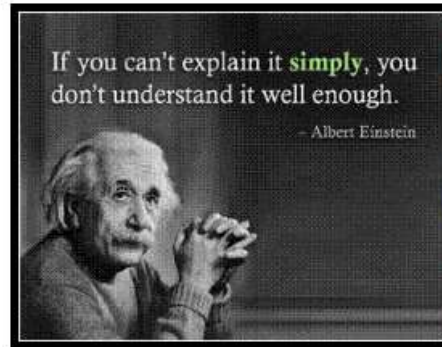 If you can't explain it simply, you
don't understand it well enough.
– Albert Einstein